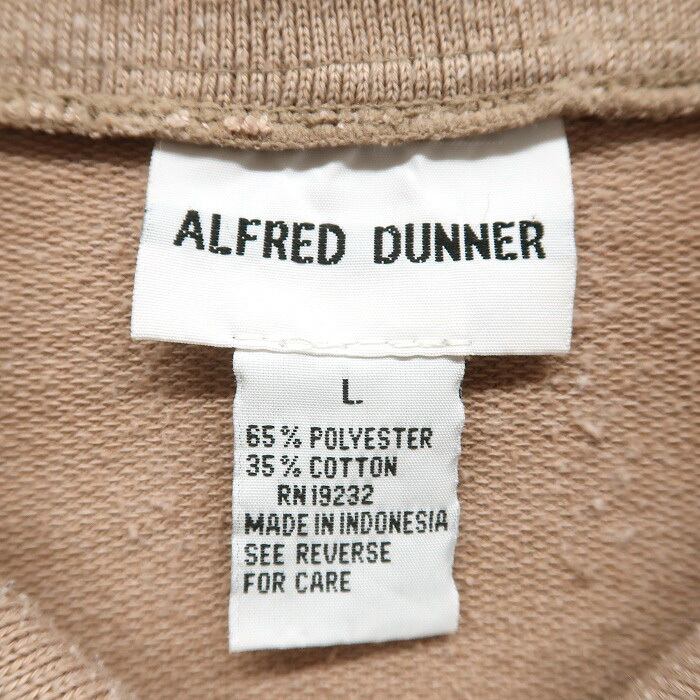 ALFRED DUNNER
L
65% POLYESTER
35% COTTON
RN19232
MADE IN INDONESIA
SEE REVERSE
FOR CARE